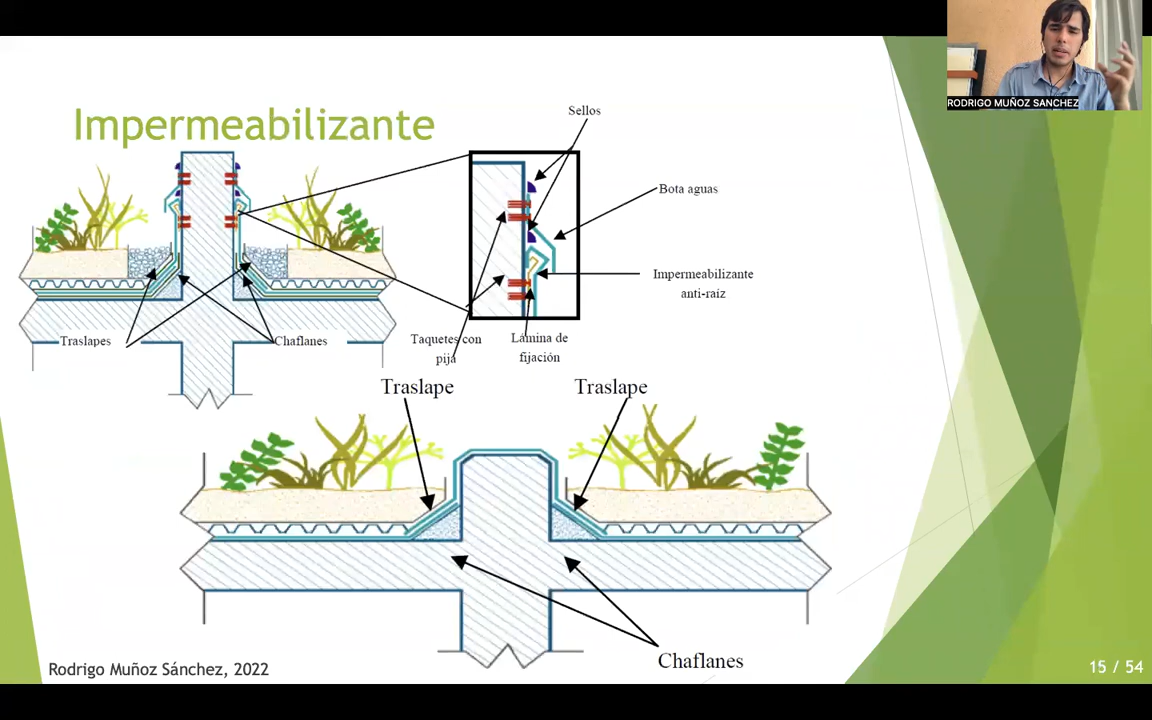 RODRIGO MUÑOZ SANCHEZ
Impermeabilizante
Sellos
Bota aguas
Impermeabilizante
anti-raíz
Traslapes
Chaflanes
Taquetes con
pija
Lámina de
fijación
Traslape
Traslape
Chaflanes
Rodrigo Muñoz Sánchez, 2022
15 / 54